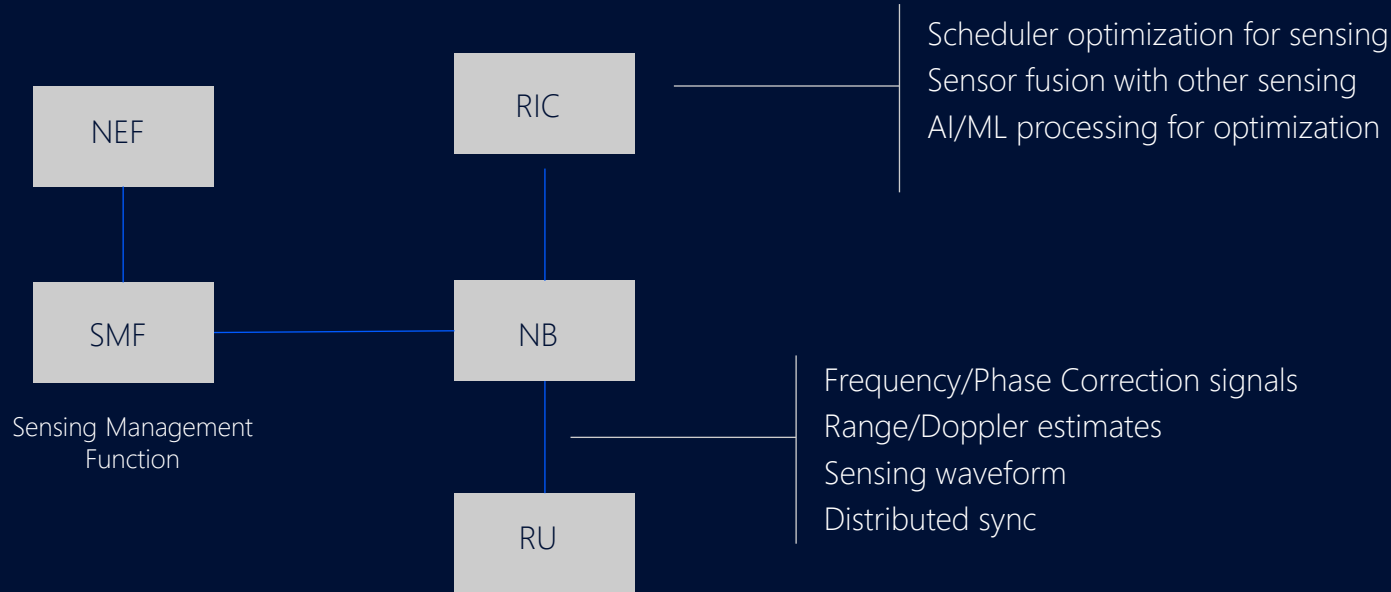 Scheduler optimization for sensing
Sensor fusion with other sensing
AI/ML processing for optimization
RIC
NEF
SMF
NB
Sensing Management
Function
Frequency/Phase Correction signals
Range/Doppler estimates
Sensing waveform
Distributed sync
RU